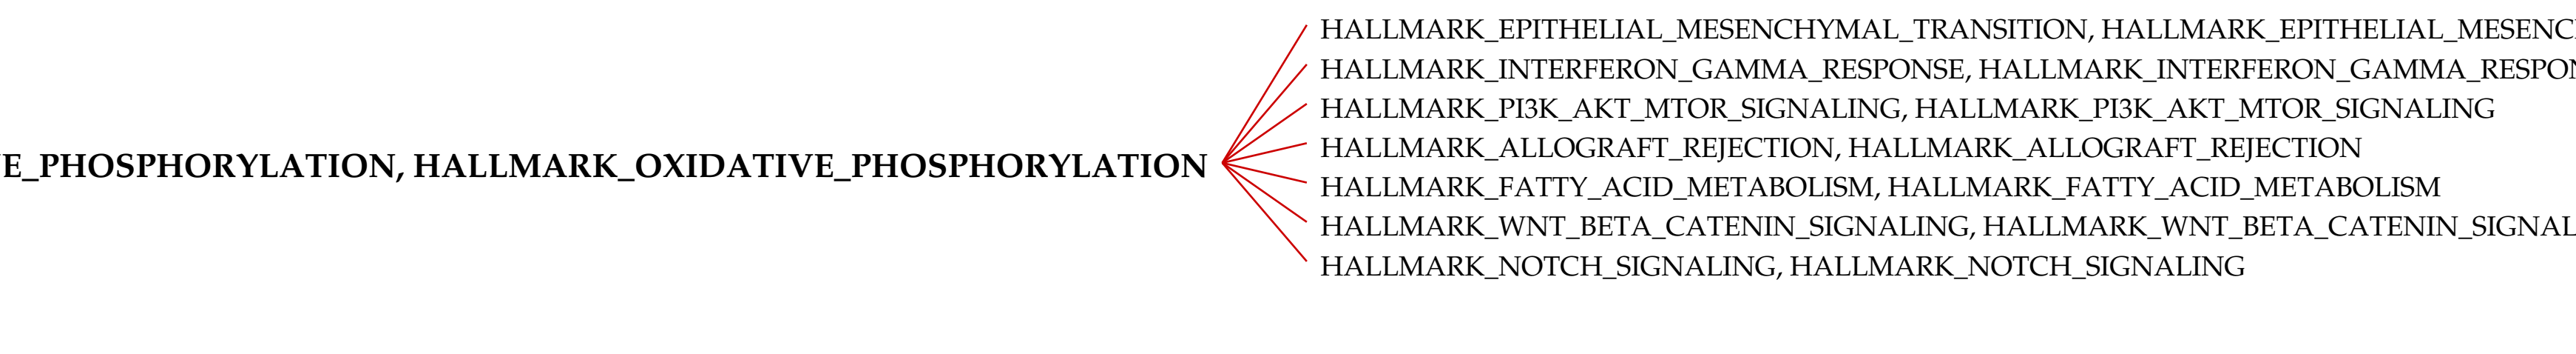 HALLMARK_EPITHELIAL_MESENCHYMAL_TRANSITION, HALLMARK_EPITHELIAL_MESENC
HALLMARK_INTERFERON_GAMMA_RESPONSE, HALLMARK_INTERFERON_GAMMA_RESPON
HALLMARK_PI3K_AKT_MTOR_SIGNALING, HALLMARK_PI3K_AKT_MTOR_SIGNALING
HALLMARK_ALLOGRAFT_REJECTION, HALLMARK_ALLOGRAFT_REJECTION
E_PHOSPHORYLATION, HALLMARK_OXIDATIVE_PHOSPHORYLATION
HALLMARK_FATTY_ACID_METABOLISM, HALLMARK_FATTY_ACID_METABOLISM
HALLMARK_WNT_BETA_CATENIN_SIGNALING, HALLMARK_WNT_BETA_CATENIN_SIGNAL
HALLMARK_NOTCH_SIGNALING, HALLMARK_NOTCH_SIGNALING